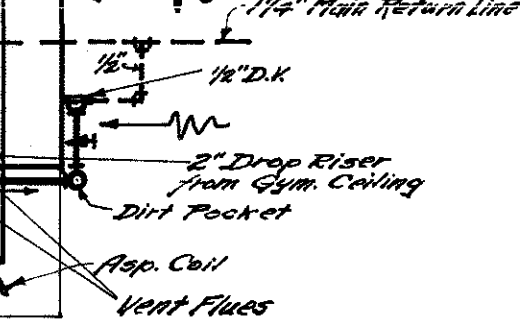 1¼" Main Return Line
½"
½" D.K.
2" Drop Riser
from Gym. Ceiling
Dirt Pocket
Asp. Coil
Vent Flues